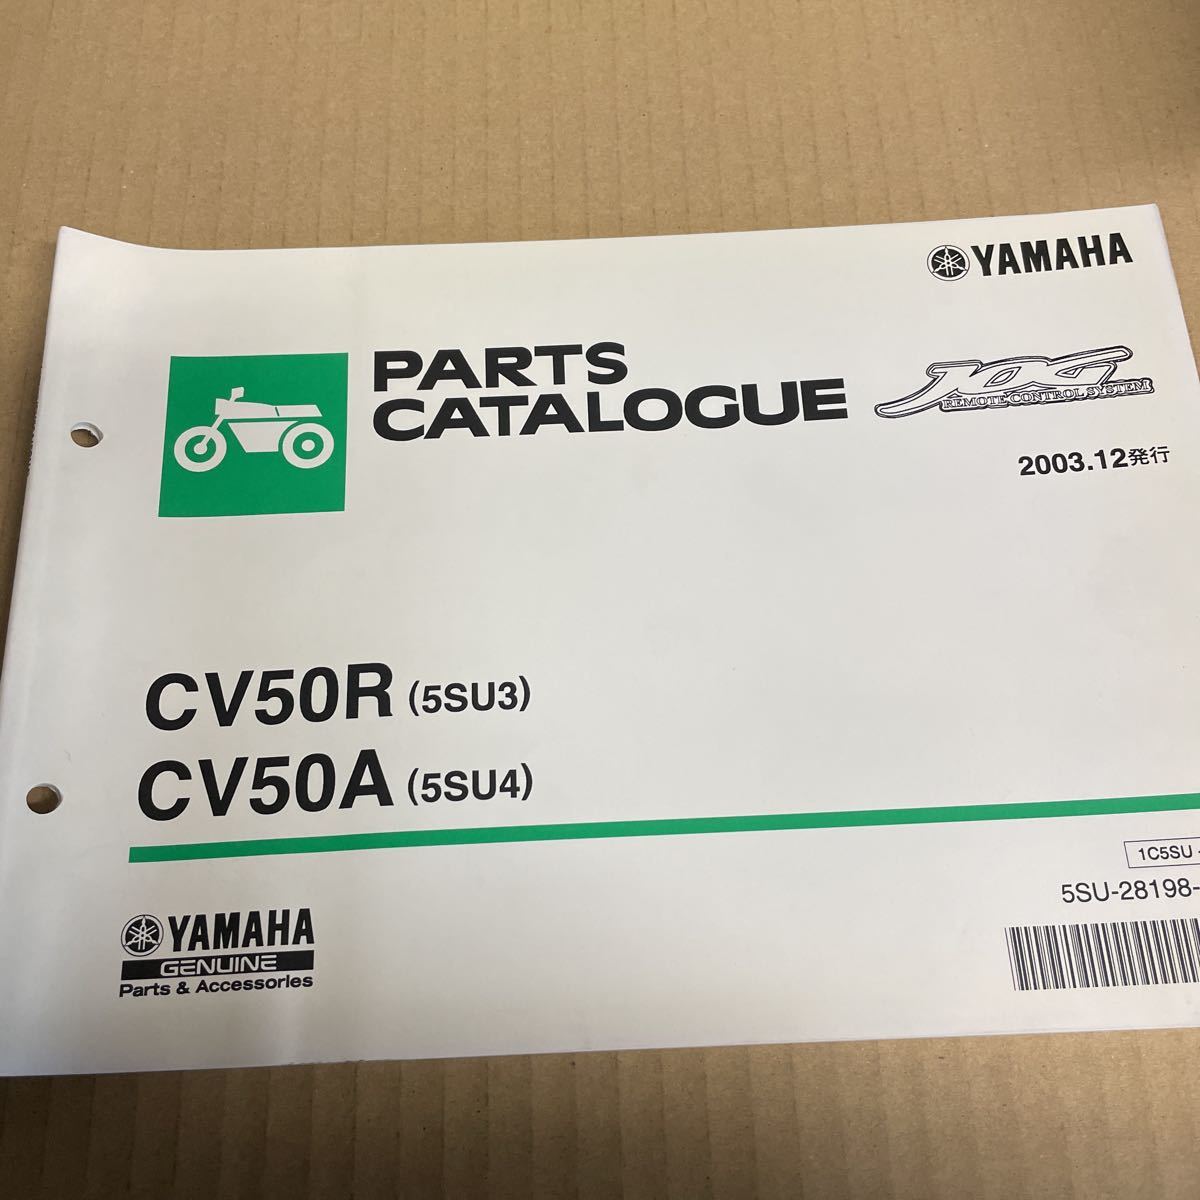 YAMAHA
PARTS
CATALOGUE
JOG
REMOTE CONTROL SYSTEM
2003.12発行
CV50R (5SU3)
CV50A (5SU4)
1C5SU -
5SU-28198-
YAMAHA
GENUINE
Parts & Accessories